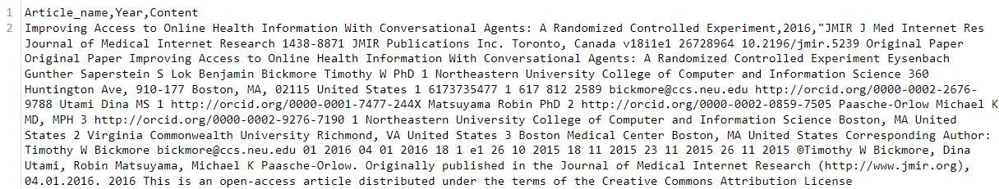 1 Article_name,Year,Content
2 Improving Access to Online Health Information With Conversational Agents: A Randomized Controlled Experiment,2016,"JMIR J Med Internet Res
Journal of Medical Internet Research 1438-8871 JMIR Publications Inc. Toronto, Canada v18i1e1 26728964 10.2196/jmir.5239 Original Paper
Original Paper Improving Access to Online Health Information With Conversational Agents: A Randomized Controlled Experiment Eysenbach
Gunther Saperstein S Lok Benjamin Bickmore Timothy W PhD 1 Northeastern University College of Computer and Information Science 360
Huntington Ave, 910-177 Boston, MA, 02115 United States 1 6173735477 1 617 812 2589 bickmore@ccs.neu.edu http://orcid.org/0000-0002-2676-
9788 Utami Dina MS 1 http://orcid.org/0000-0001-7477-244X Matsuyama Robin PhD 2 http://orcid.org/0000-0002-0859-7505 Paasche-Orlow Michael K
MD, MPH 3 http://orcid.org/0000-0002-9276-7190 1 Northeastern University College of Computer and Information Science Boston, MA United
States 2 Virginia Commonwealth University Richmond, VA United States 3 Boston Medical Center Boston, MA United States Corresponding Author:
Timothy W Bickmore bickmore@ccs.neu.edu 01 2016 04 01 2016 18 1 e1 26 10 2015 18 11 2015 23 11 2015 26 11 2015 ©Timothy W Bickmore, Dina
Utami, Robin Matsuyama, Michael K Paasche-Orlow. Originally published in the Journal of Medical Internet Research (http://www.jmir.org),
04.01.2016. 2016 This is an open-access article distributed under the terms of the Creative Commons Attribution License